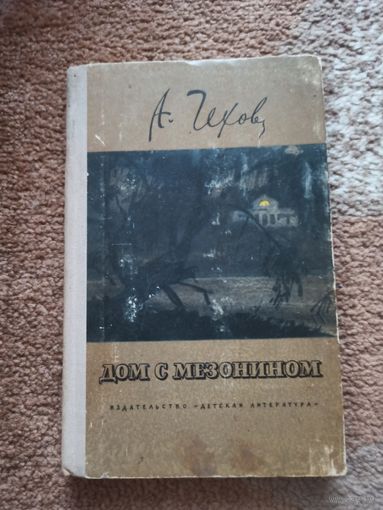 А. Чехов
ДОМ С МЕЗОНИНОМ
ИЗДАТЕЛЬСТВО «ДЕТСКАЯ ЛИТЕРАТУРА»